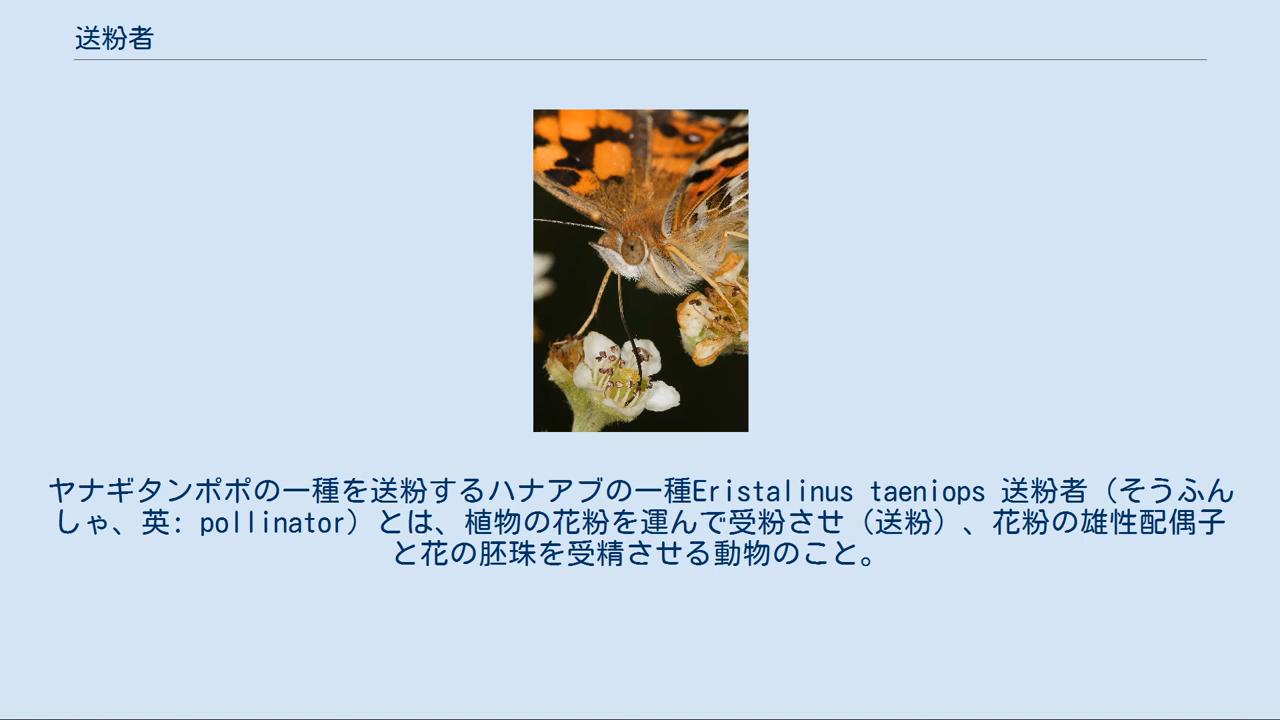 送粉者
ヤナギタンポポの一種を送粉するハナアブの一種Eristalinus taeniops 送粉者（そうふん
しゃ、英: pollinator）とは、植物の花粉を運んで受粉させ（送粉）、花粉の雄性配偶子
と花の胚珠を受精させる動物のこと。